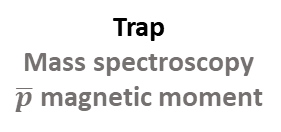 Trap
Mass spectroscopy
p̅ magnetic moment